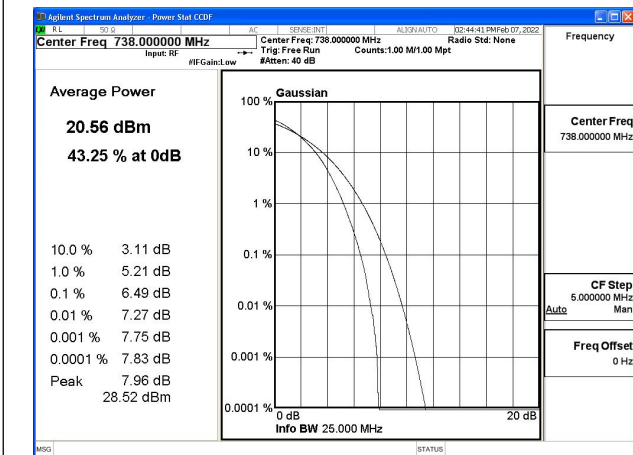 Agilent Spectrum Analyzer - Power Stat CCDF
RL 50 Ω AC SENSE:INT ALIGN AUTO 02:44:41 PM Feb 07, 2022
Center Freq 738.000000 MHz
Center Freq: 738.000000 MHz Radio Std: None
Input: RF Trig: Free Run Counts:1.00 M/1.00 Mpt
#IFGain:Low #Atten: 40 dB
Frequency
Average Power
20.56 dBm
43.25 % at 0dB
10.0 % 3.11 dB
1.0 % 5.21 dB
0.1 % 6.49 dB
0.01 % 7.27 dB
0.001 % 7.75 dB
0.0001 % 7.83 dB
Peak 7.96 dB
28.52 dBm
Gaussian
100 %
10 %
1 %
0.1 %
0.01 %
0.001 %
0.0001 %
0 dB 20 dB
Info BW 25.000 MHz
Center Freq
738.000000 MHz
CF Step
5.000000 MHz
Auto Man
Freq Offset
0 Hz
MSG STATUS